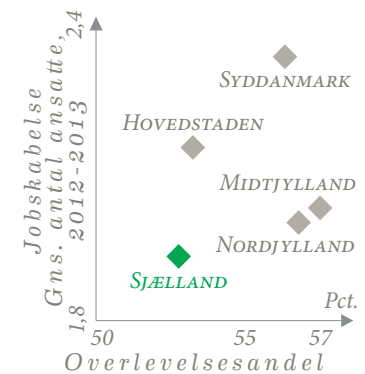 Jobskabelse
Gns. antal ansatte,
2012-2013
2,4
1,8
Syddanmark
Hovedstaden
Midtjylland
Nordjylland
Sjælland
Pct.
50 55 57
Overlevelsesandel